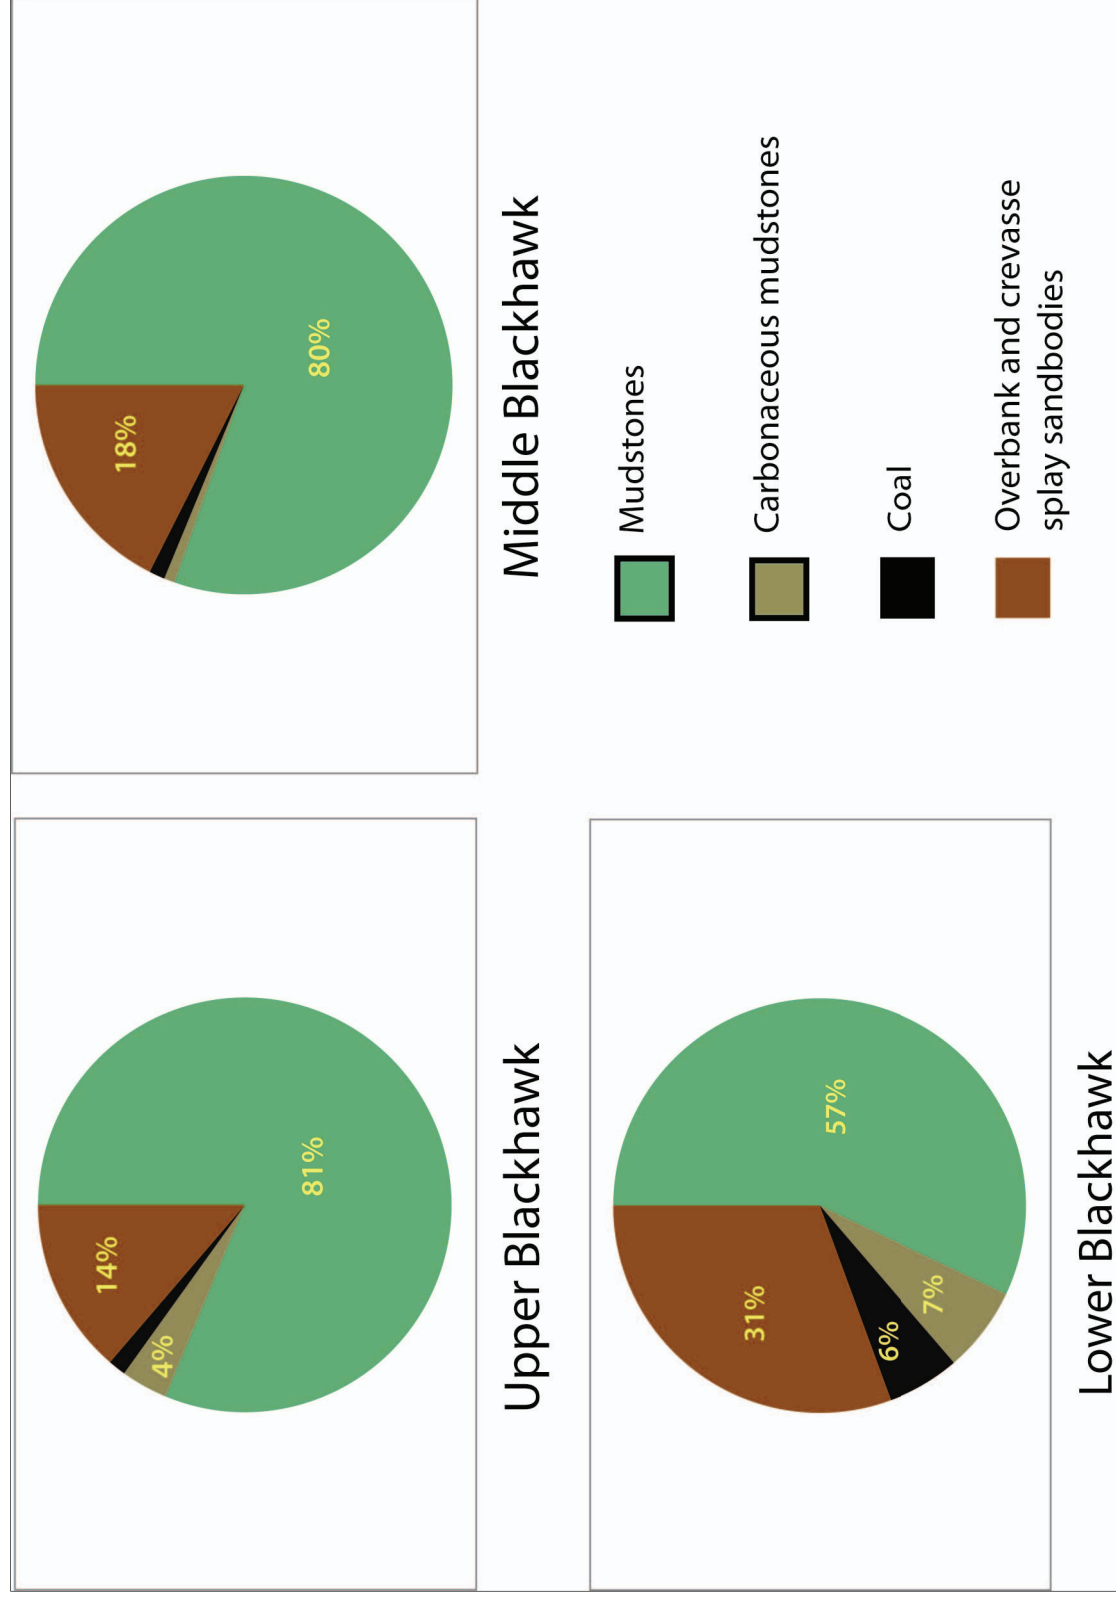 14%
4%
81%
Upper Blackhawk
18%
80%
Middle Blackhawk
31%
6%
7%
57%
Lower Blackhawk
Mudstones
Carbonaceous mudstones
Coal
Overbank and crevasse
splay sandbodies